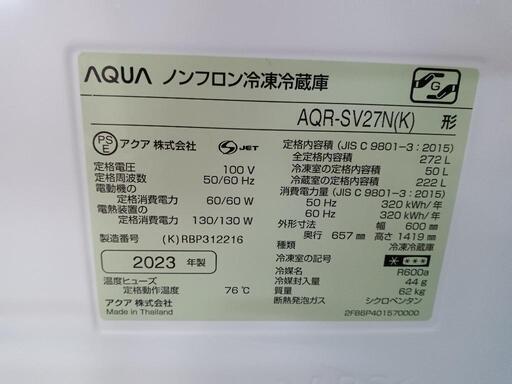 AQUA ノンフロン冷凍冷蔵庫
G
AQR-SV27N(K) 形
PS E アクア 株式会社 S JET
定格電圧 100 V
定格周波数 50/60 Hz
電動機の
定格消費電力 60/60 W
電熱装置の
定格消費電力 130/130 W
製造番号 (K)RBP312216
2023 年製
温度ヒューズ
定格動作温度 76℃
アクア 株式会社
Made in Thailand
定格内容積 (JIS C 9801-3:2015)
全定格内容積 272 L
冷凍室の定格内容積 50 L
冷蔵室の定格内容積 222 L
消費電力量 (JIS C 9801-3:2015)
50 Hz 320 kWh/年
60 Hz 320 kWh/年
外形寸法 幅 600 mm
奥行 657 mm 高さ 1419 mm
種類 冷凍冷蔵庫
冷凍室の記号
冷媒名 R600a
冷媒封入量 44 g
質量 62 kg
断熱発泡ガス シクロペンタン
2FB6P401570000